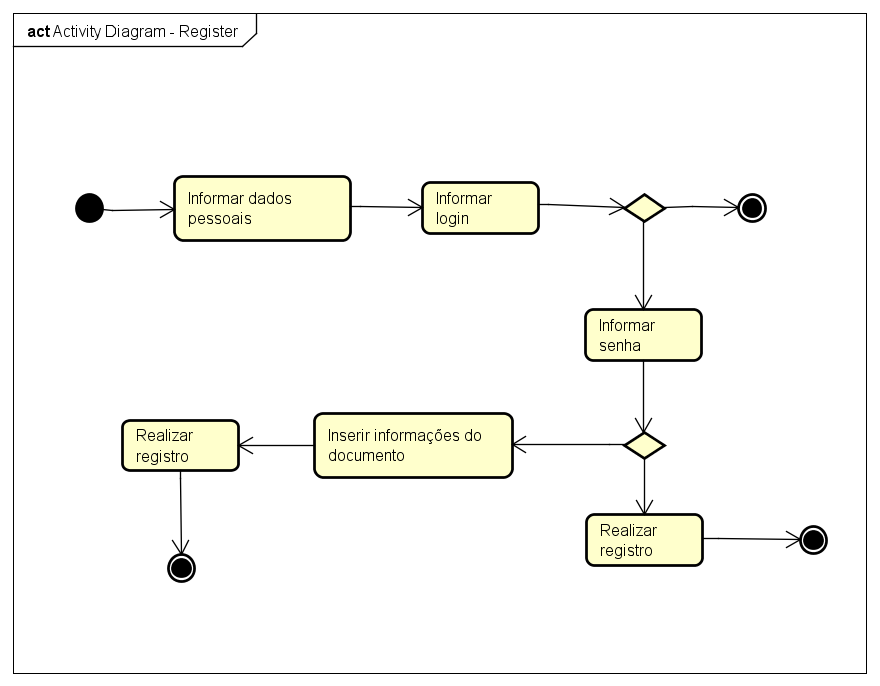 act Activity Diagram - Register
Informar dados
pessoais
Informar
login
Informar
senha
Realizar
registro
Inserir informações do
documento
Realizar
registro